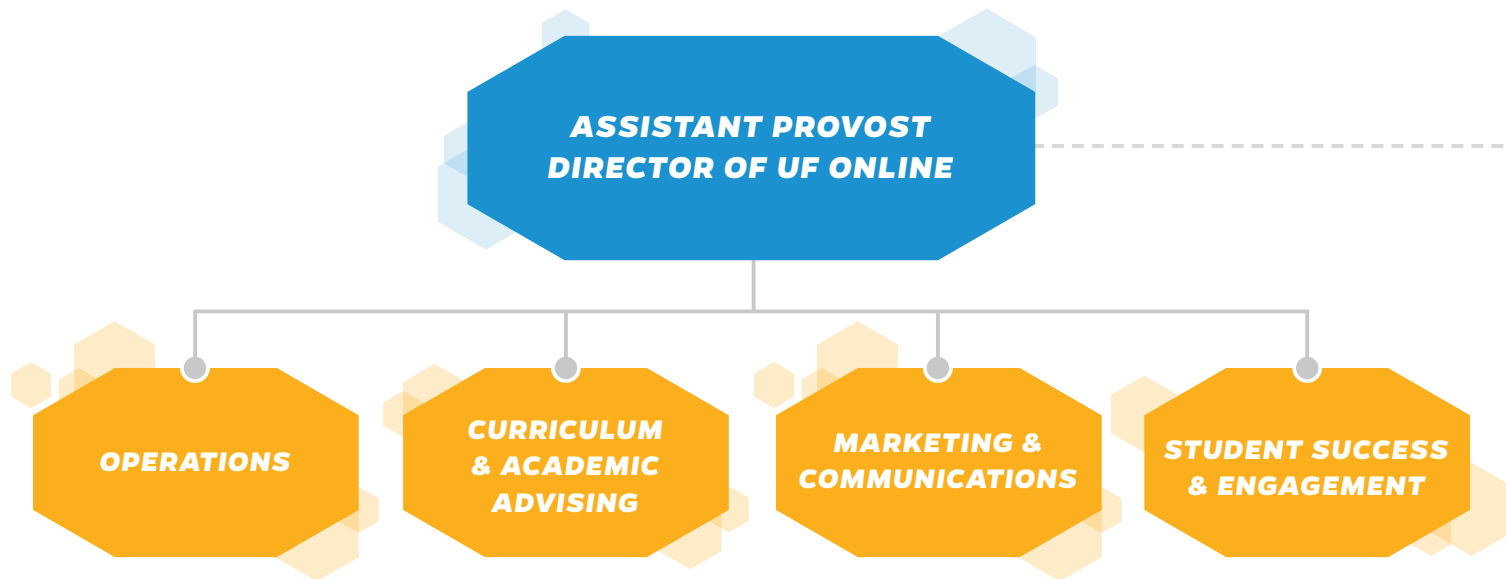 ASSISTANT PROVOST
DIRECTOR OF UF ONLINE
OPERATIONS
CURRICULUM
& ACADEMIC
ADVISING
MARKETING &
COMMUNICATIONS
STUDENT SUCCESS
& ENGAGEMENT